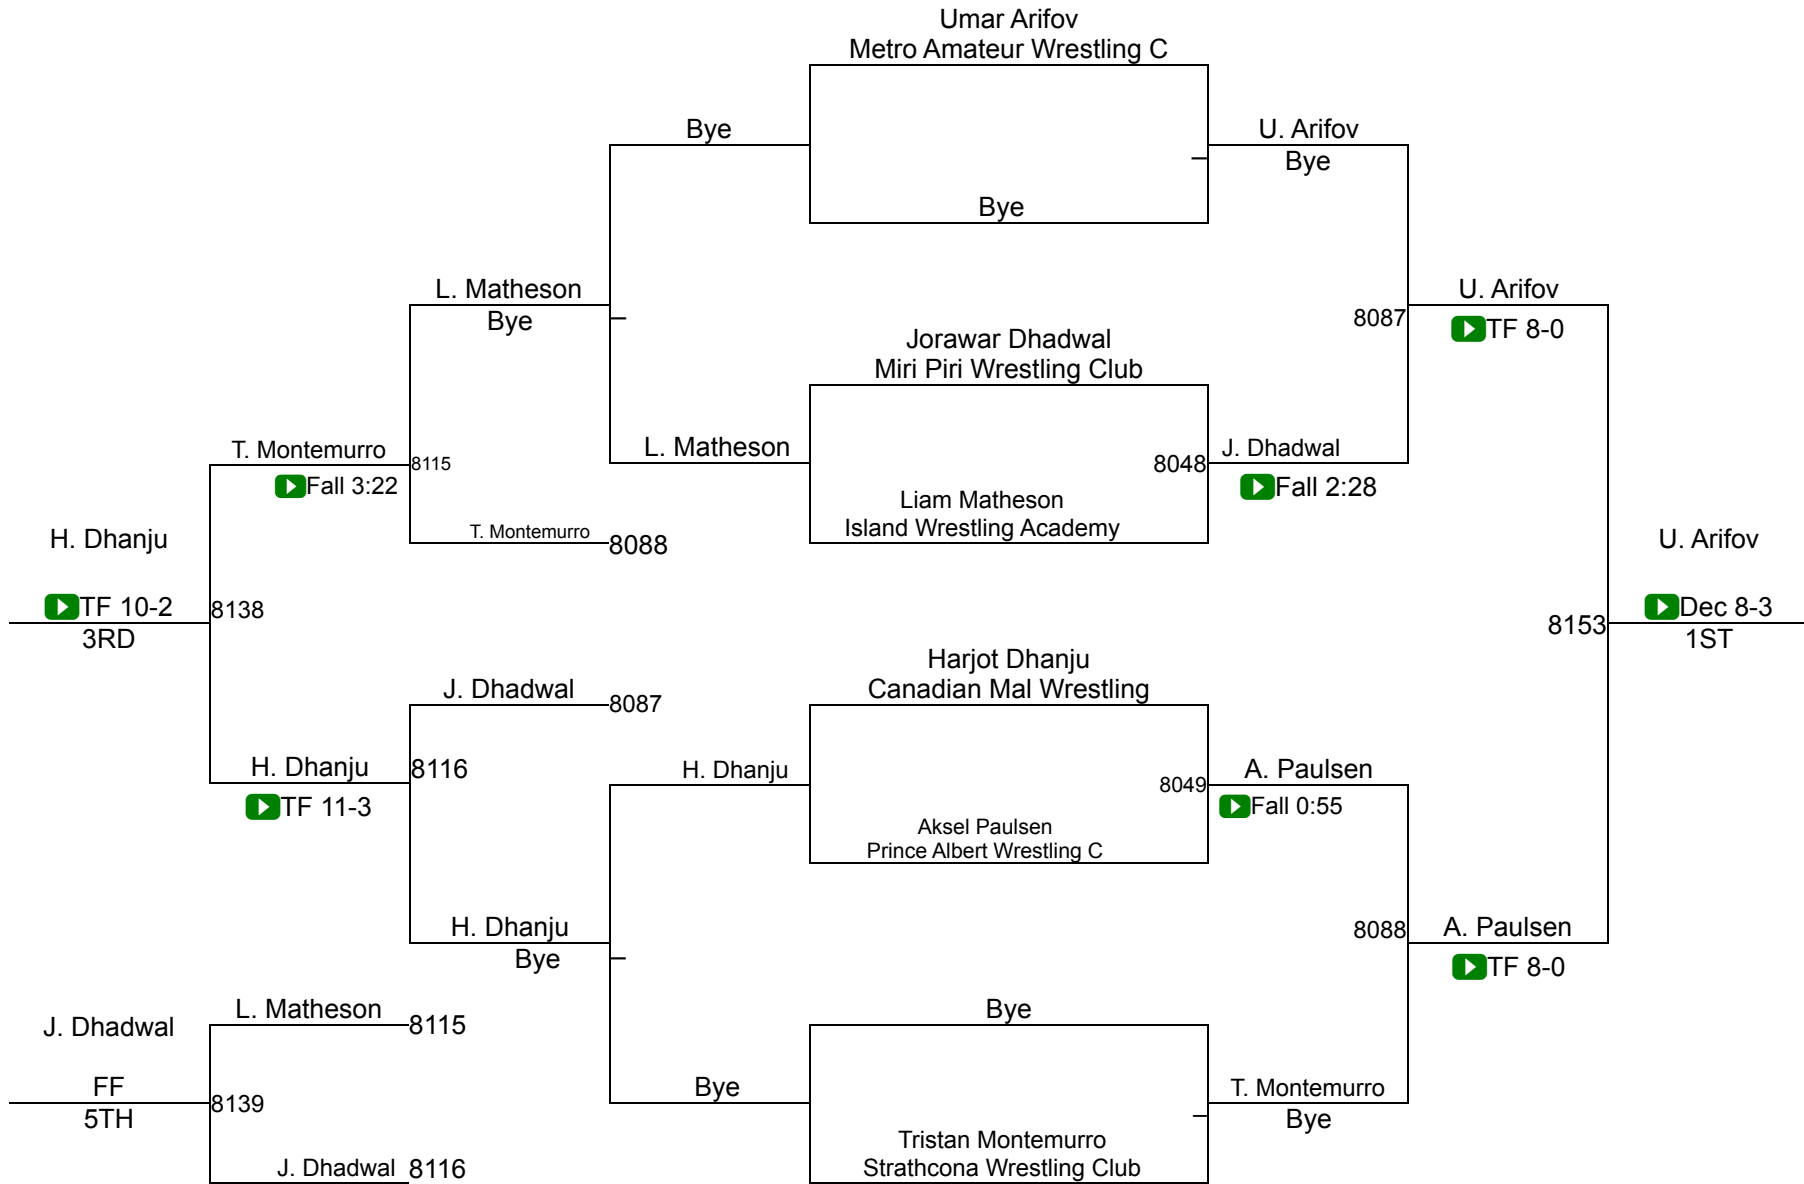 Umar Arifov
Metro Amateur Wrestling C
Bye
U. Arifov
Bye
Bye
L. Matheson
Bye
U. Arifov
8087
TF 8-0
Jorawar Dhadwal
Miri Piri Wrestling Club
T. Montemurro
8115
L. Matheson
8048
J. Dhadwal
Fall 3:22
Fall 2:28
Liam Matheson
Island Wrestling Academy
T. Montemurro
8088
H. Dhanju
U. Arifov
TF 10-2
8138
3RD
8153
Dec 8-3
1ST
Harjot Dhanju
Canadian Mal Wrestling
J. Dhadwal
8087
H. Dhanju
8116
TF 11-3
H. Dhanju
8049
A. Paulsen
Fall 0:55
Aksel Paulsen
Prince Albert Wrestling C
H. Dhanju
Bye
8088
A. Paulsen
TF 8-0
J. Dhadwal
L. Matheson
8115
Bye
FF
5TH
8139
Bye
T. Montemurro
Bye
Tristan Montemurro
Strathcona Wrestling Club
J. Dhadwal
8116